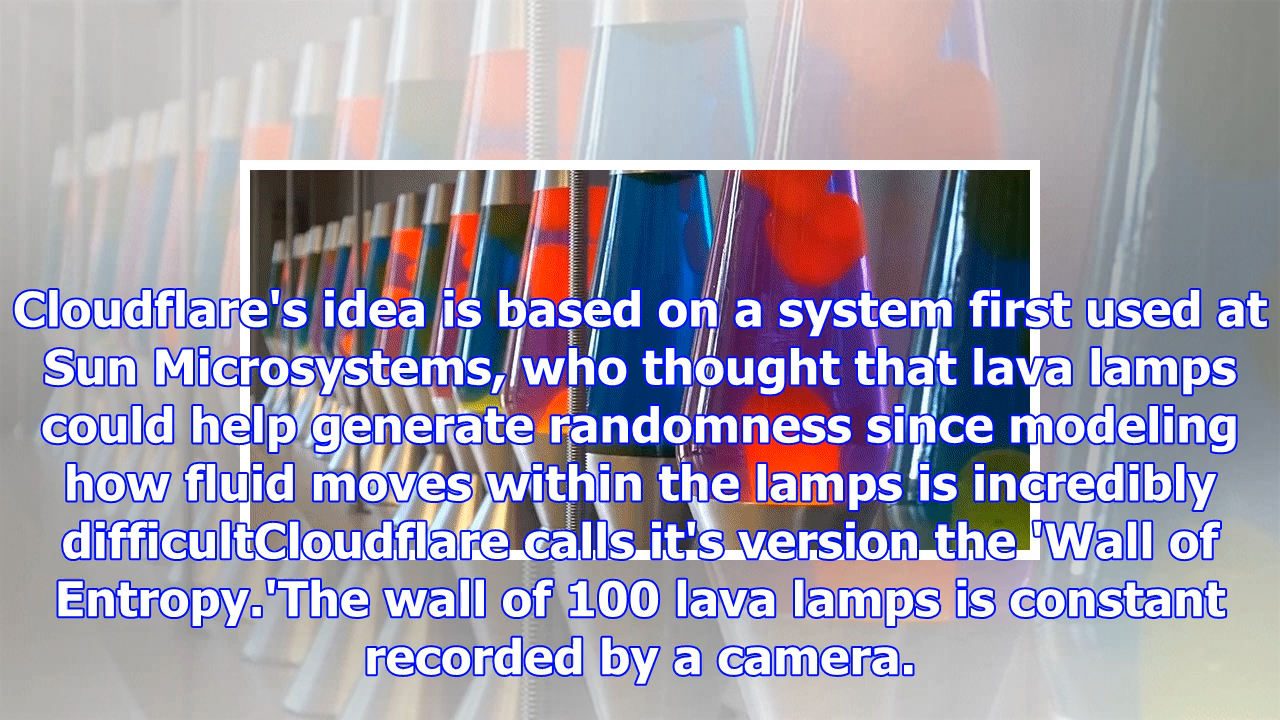 Cloudflare's idea is based on a system first used at
Sun Microsystems, who thought that lava lamps
could help generate randomness since modeling
how fluid moves within the lamps is incredibly
difficultCloudflare calls it's version the 'Wall of
Entropy.'The wall of 100 lava lamps is constant
recorded by a camera.